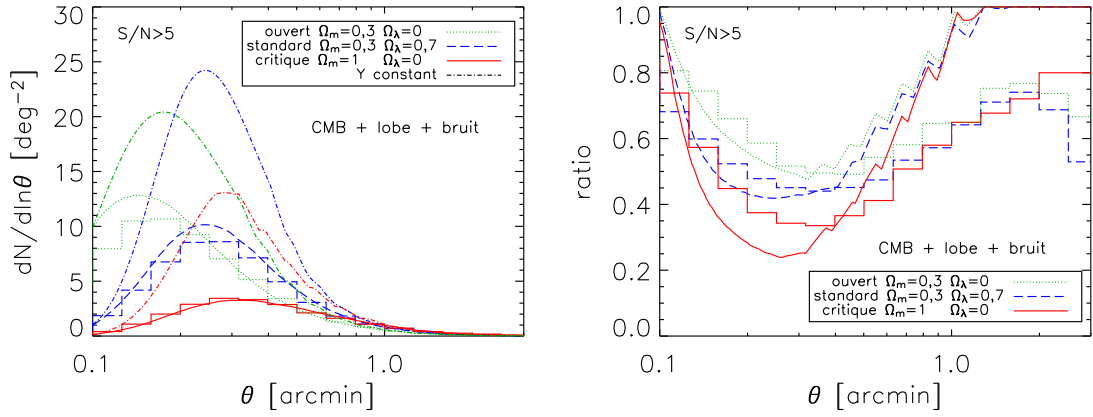 30
25
20
15
10
5
0
dN/dlnθ [deg⁻²]
S/N>5
ouvert Ωm=0,3 Ωλ=0
standard Ωm=0,3 Ωλ=0,7
critique Ωm=1 Ωλ=0
Y constant
CMB + lobe + bruit
0.1
1.0
θ [arcmin]
1.0
0.8
0.6
0.4
0.2
0.0
ratio
S/N>5
CMB + lobe + bruit
ouvert Ωm=0,3 Ωλ=0
standard Ωm=0,3 Ωλ=0,7
critique Ωm=1 Ωλ=0
0.1
1.0
θ [arcmin]